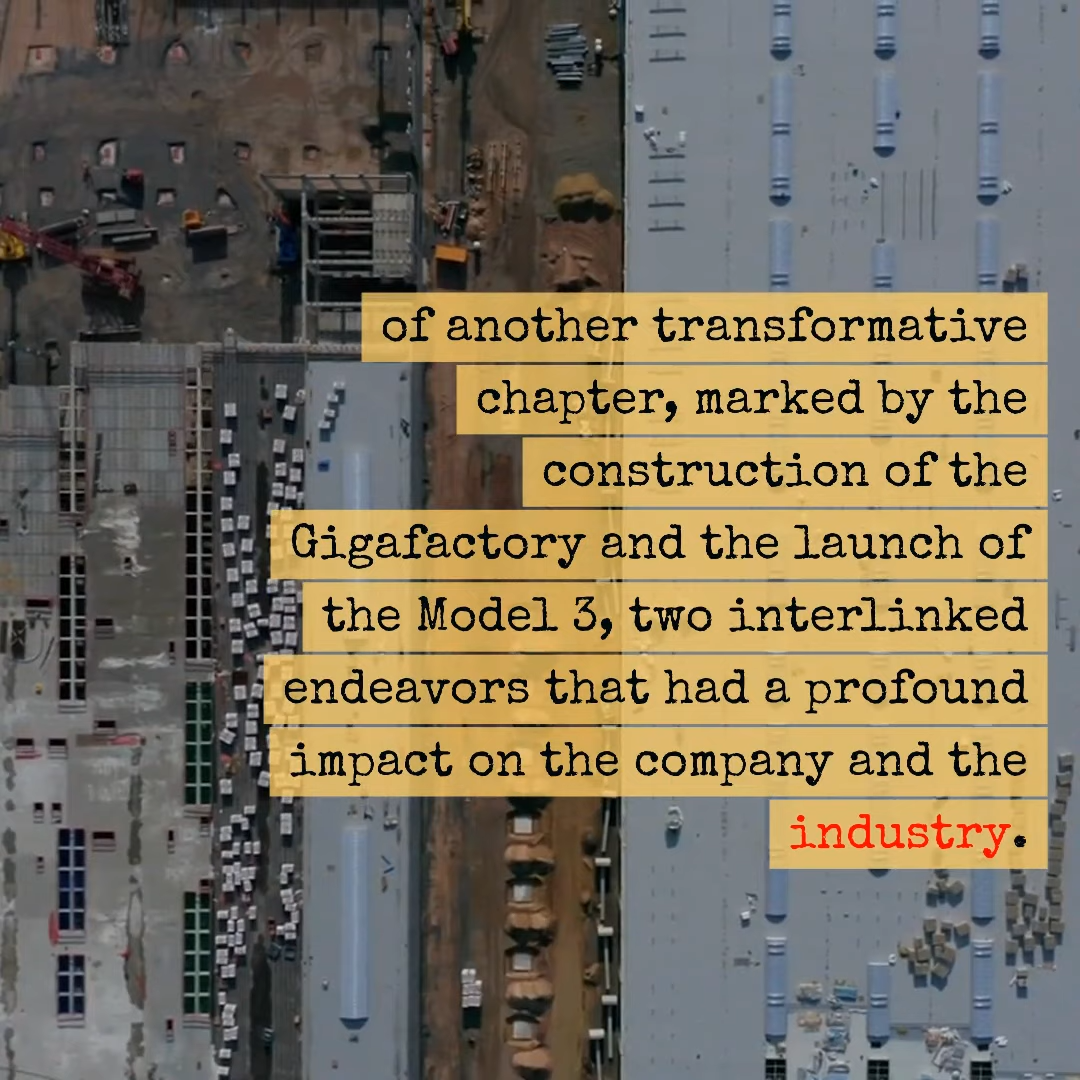 of another transformative
chapter, marked by the
construction of the
Gigafactory and the launch of
the Model 3, two interlinked
endeavors that had a profound
impact on the company and the
industry.